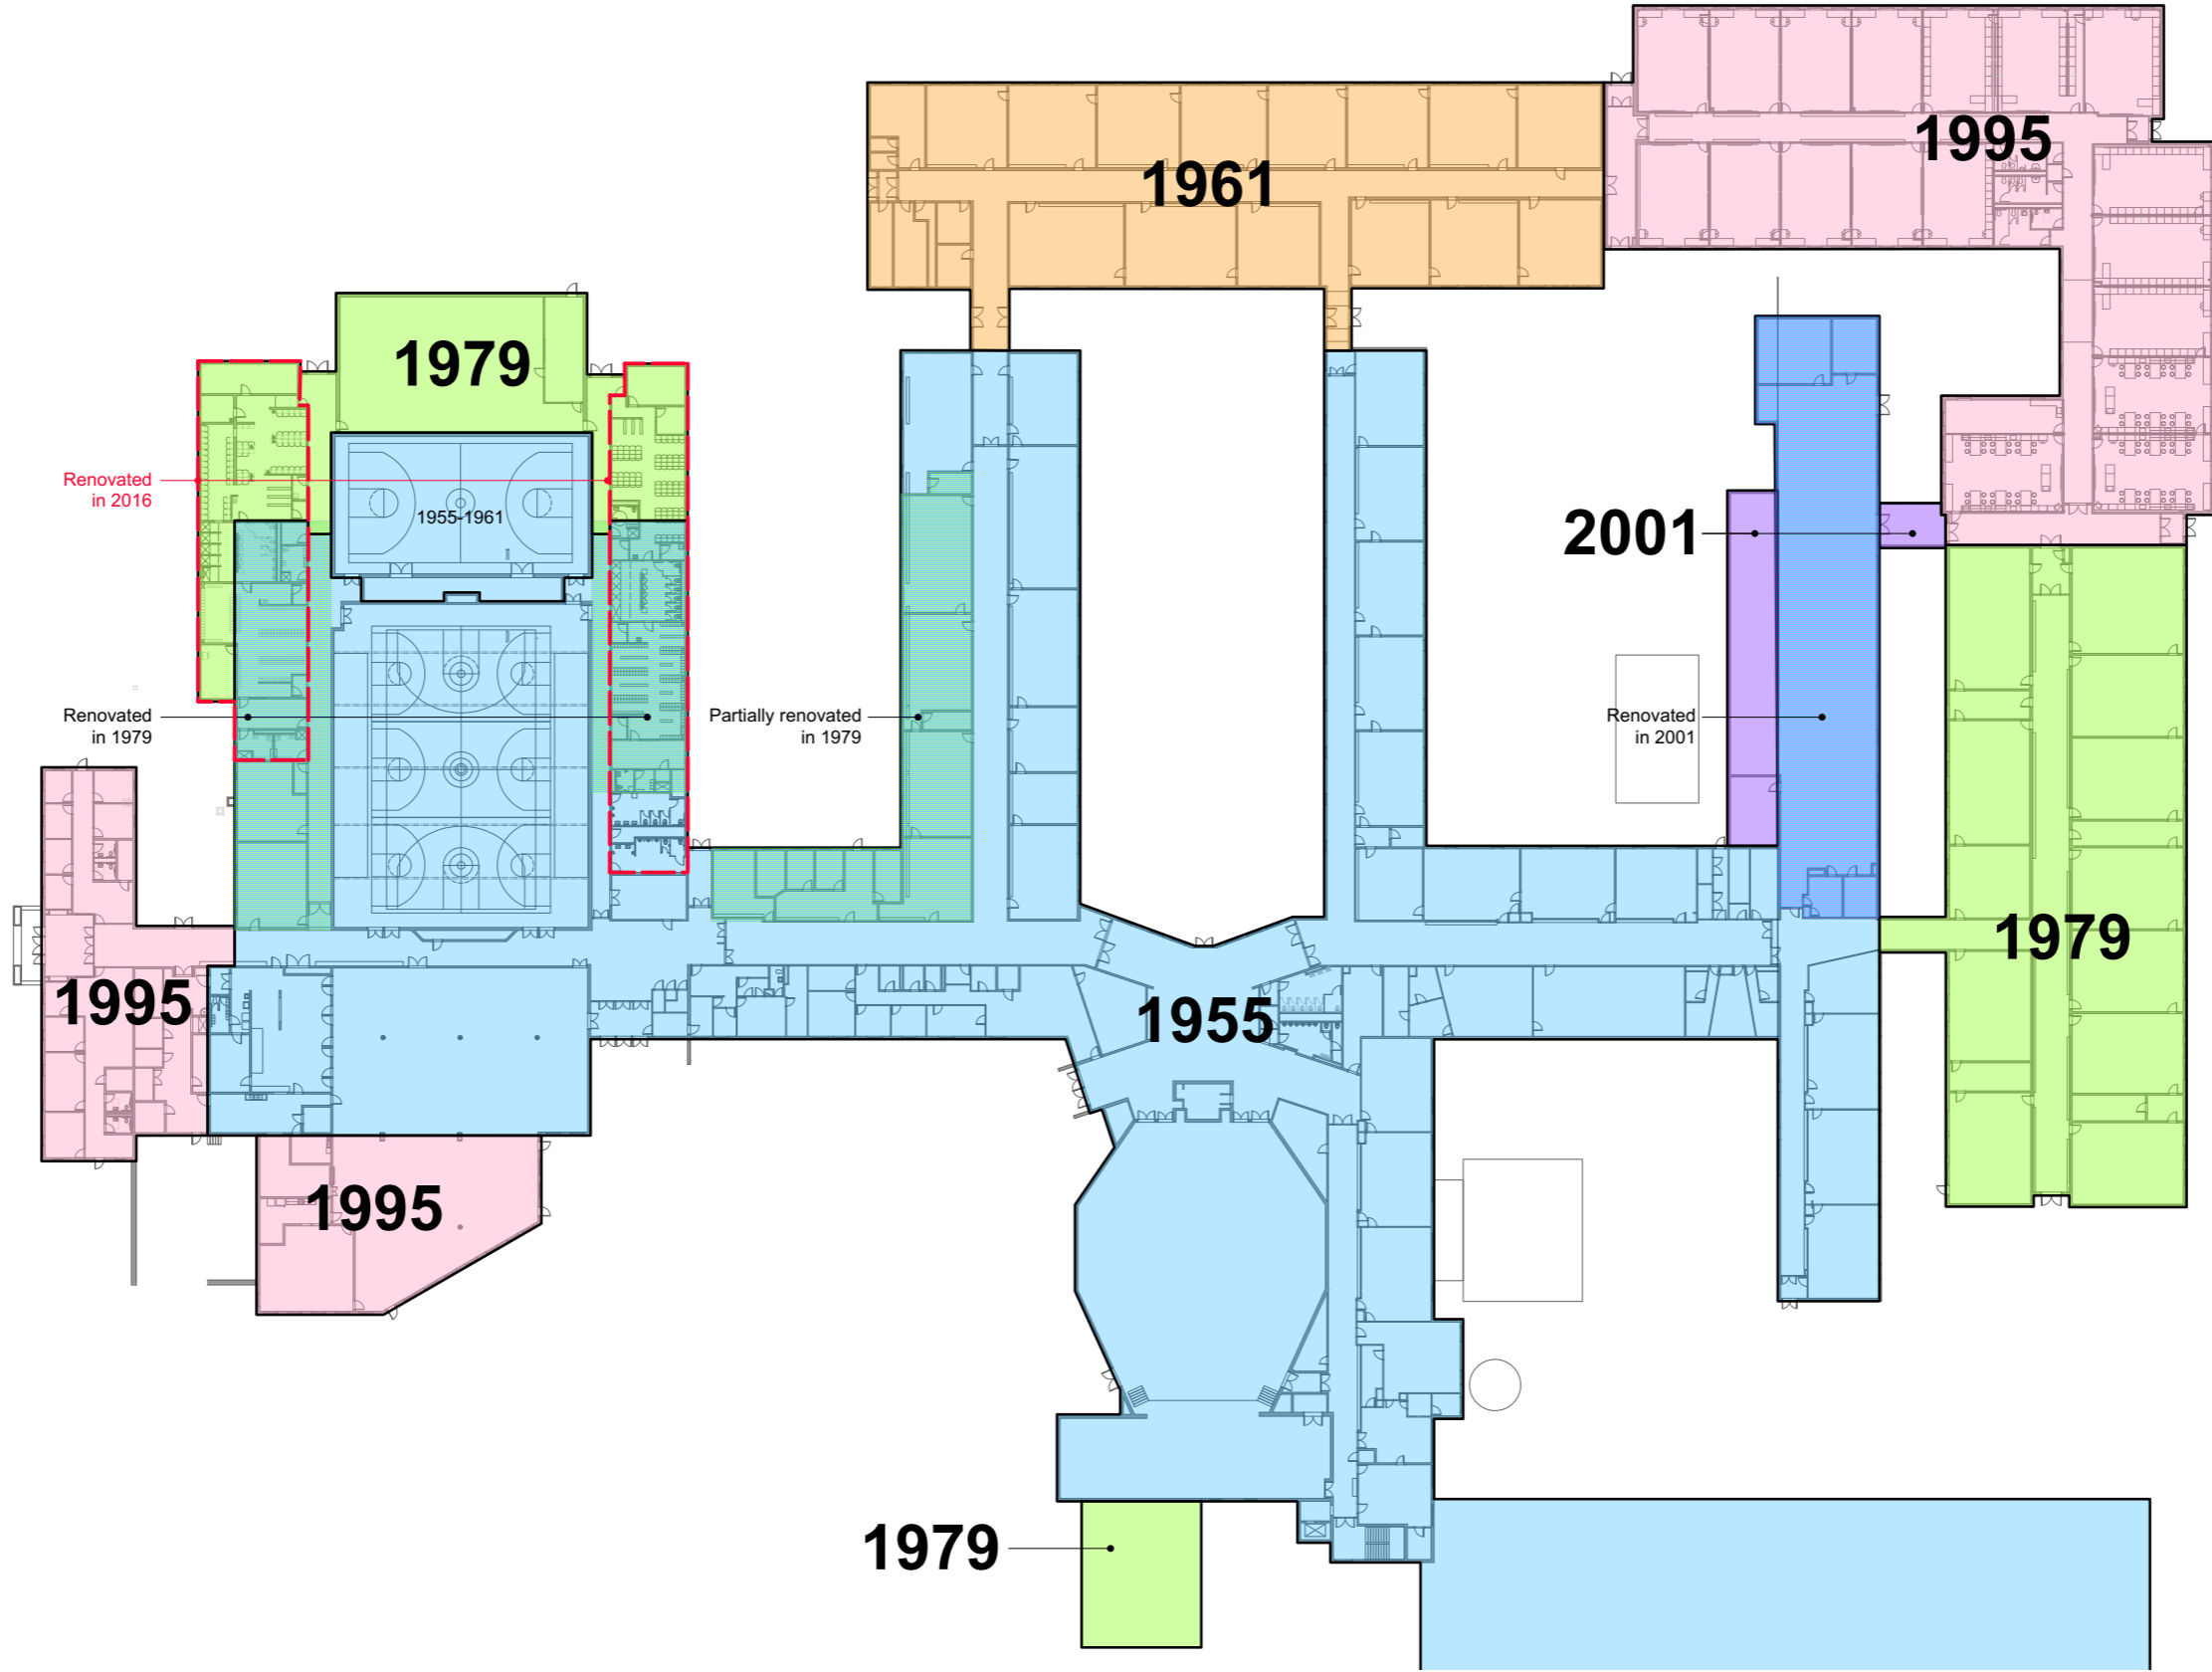 1995
1961
1979
Renovated
in 2016
1955-1961
2001
Renovated
in 1979
Partially renovated
in 1979
Renovated
in 2001
1979
1995
1955
1995
1979